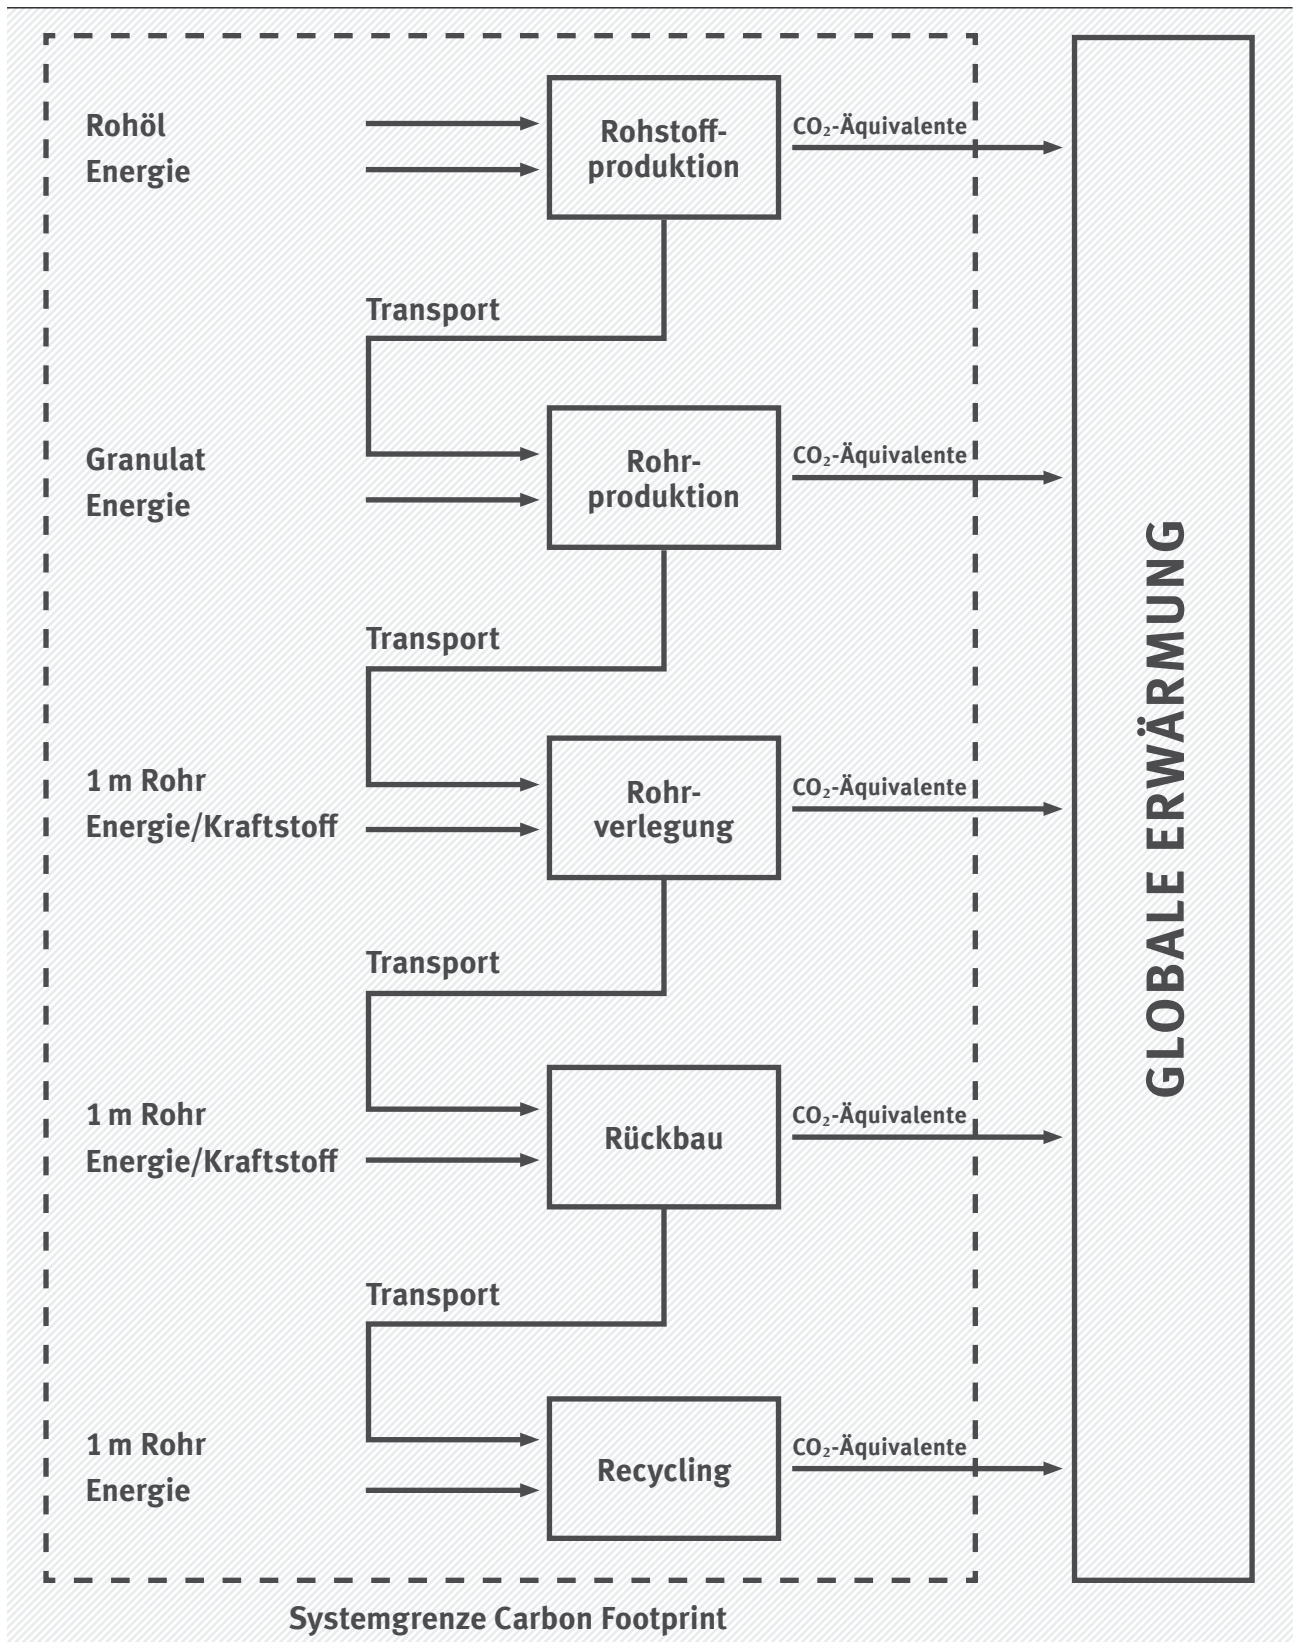 Rohöl
Energie
Rohstoff-
produktion
CO₂-Äquivalente
Transport
Granulat
Energie
Rohr-
produktion
CO₂-Äquivalente
Transport
1 m Rohr
Energie/Kraftstoff
Rohr-
verlegung
CO₂-Äquivalente
Transport
1 m Rohr
Energie/Kraftstoff
Rückbau
CO₂-Äquivalente
Transport
1 m Rohr
Energie
Recycling
CO₂-Äquivalente
GLOBALE ERWÄRMUNG
Systemgrenze Carbon Footprint